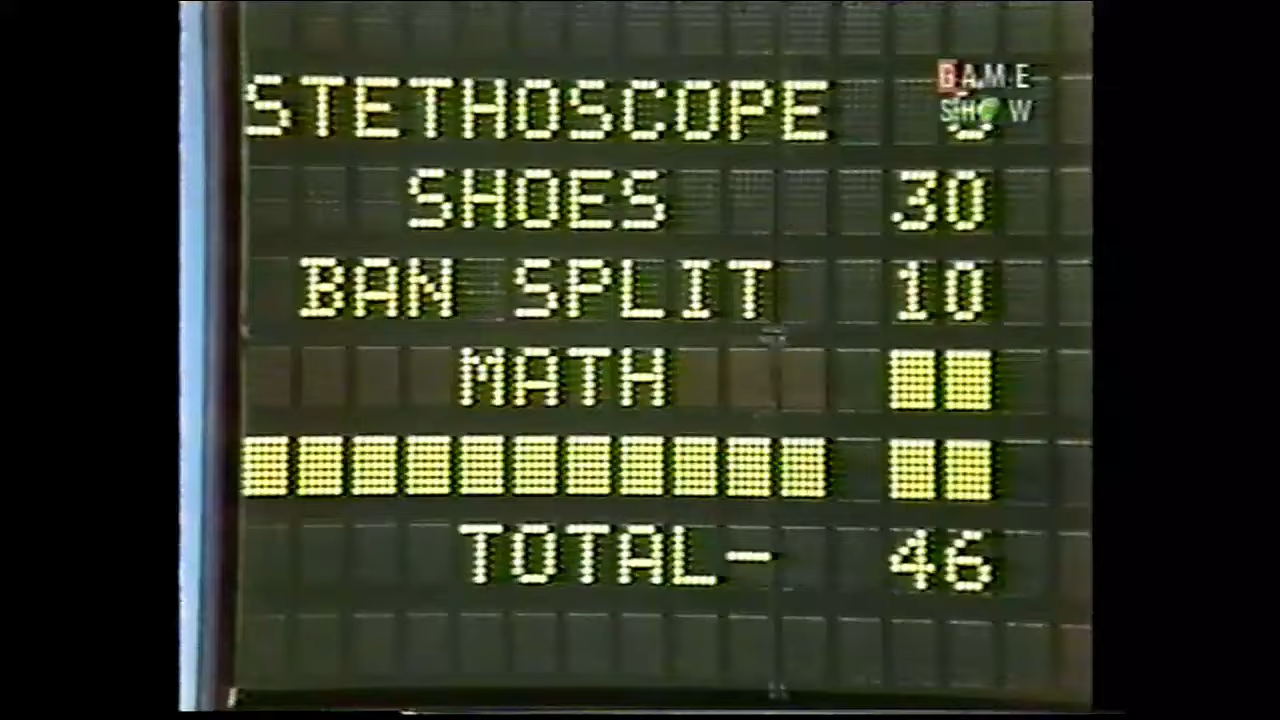 GAME
SHOW
STETHOSCOPE
SHOES 30
BAN SPLIT 10
MATH
TOTAL- 46